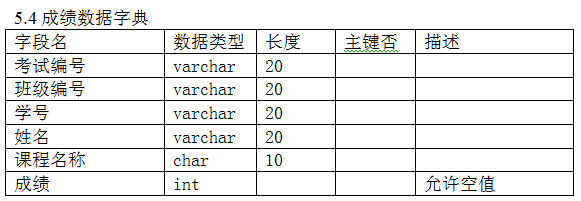 5.4 成绩数据字典
字段名 数据类型 长度 主键否 描述
考试编号 varchar 20
班级编号 varchar 20
学号 varchar 20
姓名 varchar 20
课程名称 char 10
成绩 int 允许空值